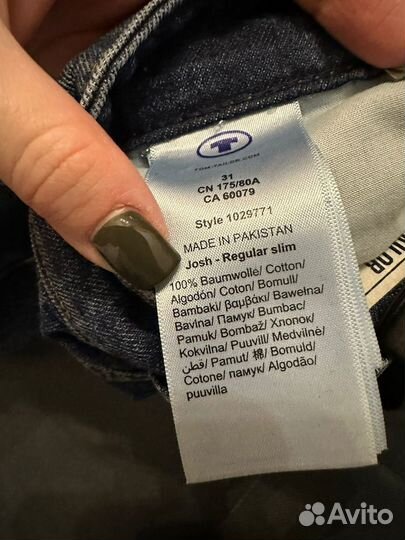 T
TOM-TAILOR.COM
31
CN 175/80A
CA 60079
Style 1029771
MADE IN PAKISTAN
Josh - Regular slim
100% Baumwolle/ Cotton/
Algodón/ Coton/ Bomull/
Bambaki/ βαμβάκι/ Bawełna/
Bavlna/ Памук/ Bumbac/
Pamuk/ Bombaž/ Хлопок/
Kokvilna/ Puuvill/ Medvilnė/
قطن/ Pamut/ 棉/ Bomuld/
Cotone/ памук/ Algodão/
puuvilla
TAILOR
Avito